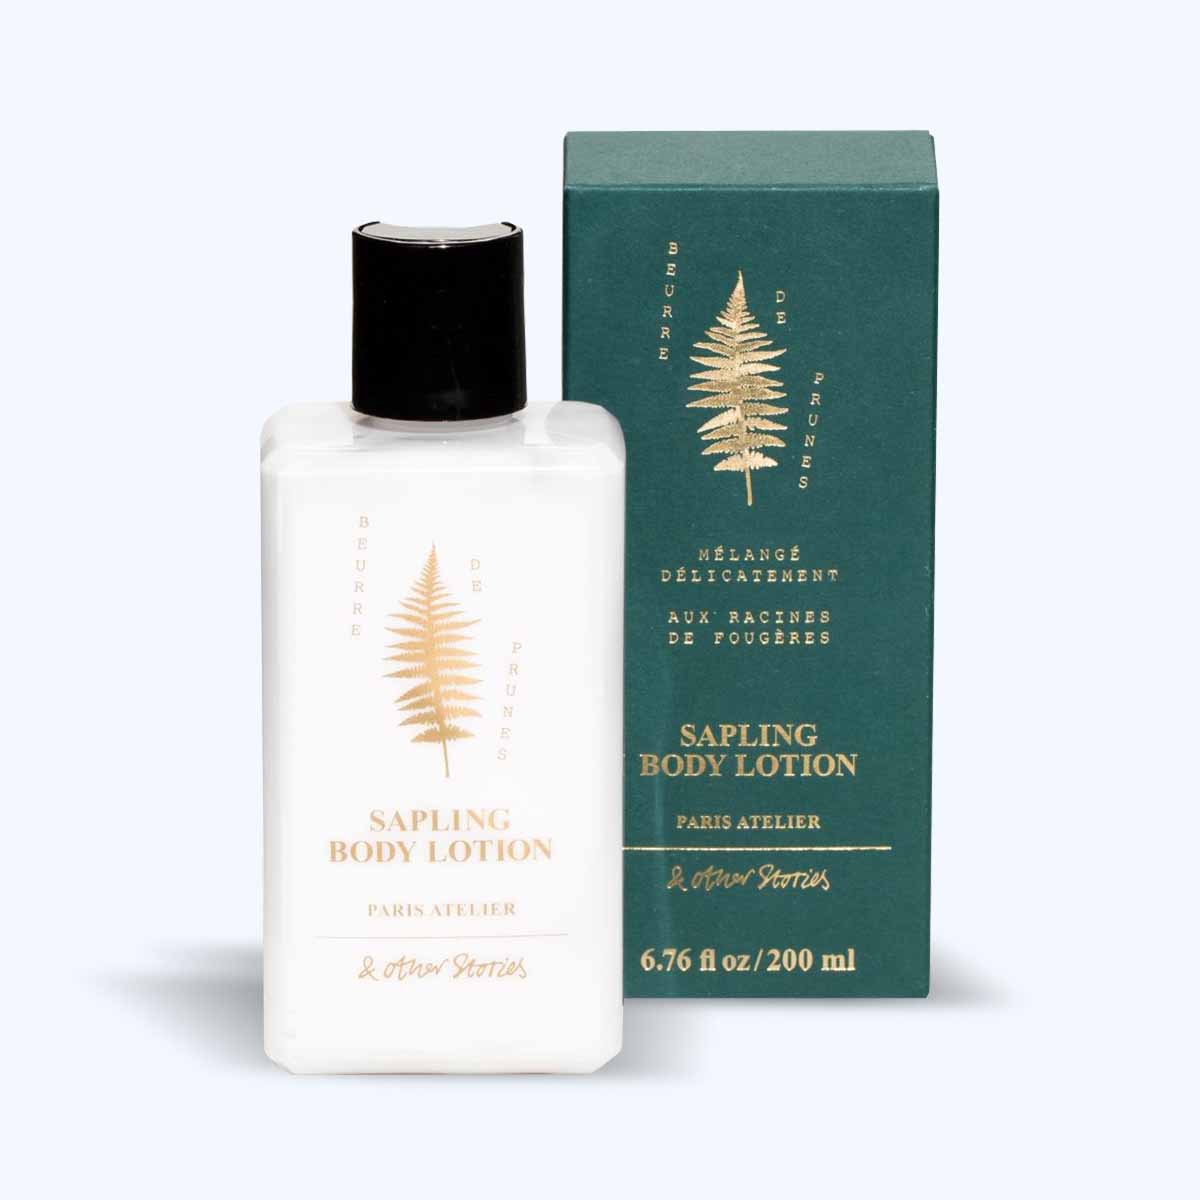 BEURRE
DE
PRUNES
SAPLING
BODY LOTION
PARIS ATELIER
& other Stories
BEURRE
DE
PRUNES
MÉLANGÉ
DÉLICATEMENT
AUX RACINES
DE FOUGÈRES
SAPLING
BODY LOTION
PARIS ATELIER
& other Stories
6.76 fl oz/200 ml